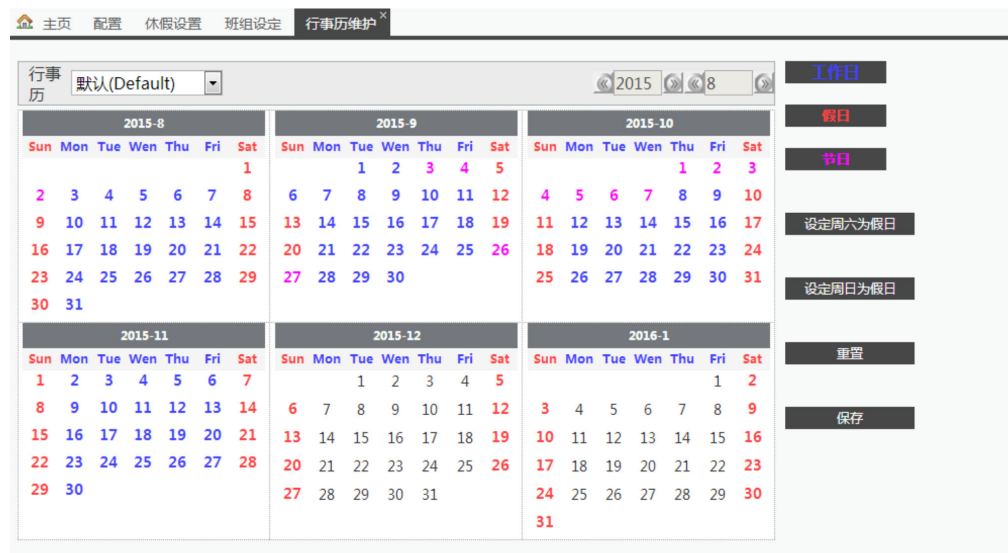 主页 配置 休假设置 班组设定 行事历维护 ×
行事
历
默认(Default)
2015 8
工作日
假日
节日
设定周六为假日
设定周日为假日
重置
保存
2015-8 2015-9 2015-10
Sun Mon Tue Wen Thu Fri Sat Sun Mon Tue Wen Thu Fri Sat Sun Mon Tue Wen Thu Fri Sat
1 1 2 3 4 5 1 2 3
2 3 4 5 6 7 8 6 7 8 9 10 11 12 4 5 6 7 8 9 10
9 10 11 12 13 14 15 13 14 15 16 17 18 19 11 12 13 14 15 16 17
16 17 18 19 20 21 22 20 21 22 23 24 25 26 18 19 20 21 22 23 24
23 24 25 26 27 28 29 27 28 29 30 25 26 27 28 29 30 31
30 31
2015-11 2015-12 2016-1
Sun Mon Tue Wen Thu Fri Sat Sun Mon Tue Wen Thu Fri Sat Sun Mon Tue Wen Thu Fri Sat
1 2 3 4 5 6 7 1 2 3 4 5 1 2
8 9 10 11 12 13 14 6 7 8 9 10 11 12 3 4 5 6 7 8 9
15 16 17 18 19 20 21 13 14 15 16 17 18 19 10 11 12 13 14 15 16
22 23 24 25 26 27 28 20 21 22 23 24 25 26 17 18 19 20 21 22 23
29 30 27 28 29 30 31 24 25 26 27 28 29 30
31